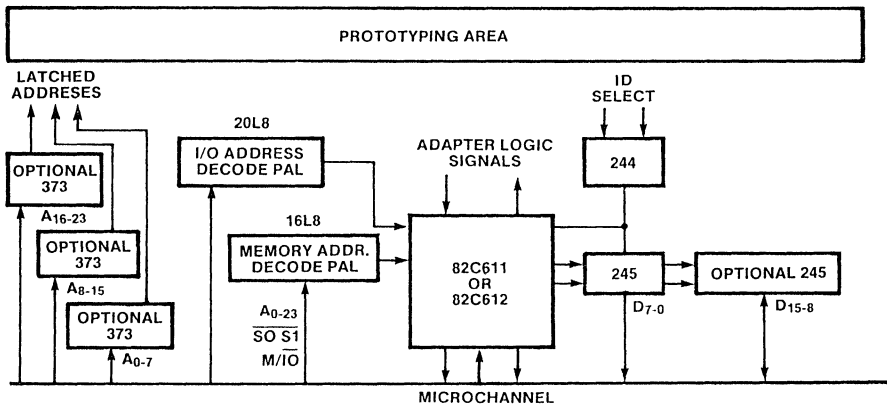 PROTOTYPING AREA
LATCHED
ADDRESES
ID
SELECT
20L8
I/O ADDRESS
DECODE PAL
ADAPTER LOGIC
SIGNALS
244
OPTIONAL
373
A16-23
16L8
MEMORY ADDR.
DECODE PAL
OPTIONAL
373
A8-15
82C611
OR
82C612
245
OPTIONAL 245
D7-0
D15-8
OPTIONAL
373
A0-7
A0-23
SO S1
M/IO
MICROCHANNEL